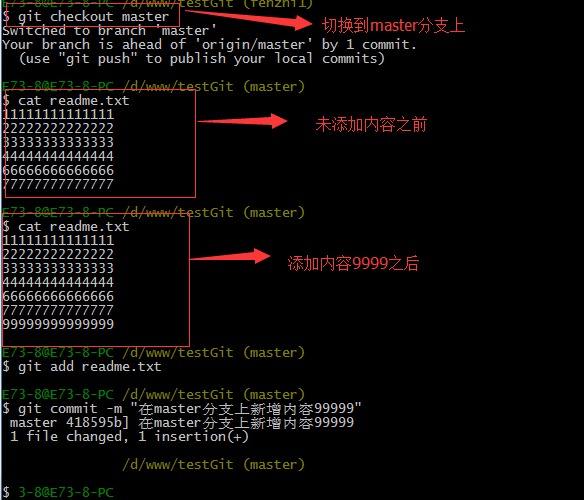 E73-8@E73-8-PC /d/www/testGit (fenzhi1)
$ git checkout master
切换到master分支上
Switched to branch 'master'
Your branch is ahead of 'origin/master' by 1 commit.
(use "git push" to publish your local commits)
E73-8@E73-8-PC /d/www/testGit (master)
$ cat readme.txt
11111111111111
未添加内容之前
22222222222222
33333333333333
44444444444444
66666666666666
77777777777777
E73-8@E73-8-PC /d/www/testGit (master)
$ cat readme.txt
11111111111111
22222222222222
33333333333333
添加内容9999之后
44444444444444
66666666666666
77777777777777
99999999999999
E73-8@E73-8-PC /d/www/testGit (master)
$ git add readme.txt
E73-8@E73-8-PC /d/www/testGit (master)
$ git commit -m "在master分支上新增内容99999"
master 418595b] 在master分支上新增内容99999
1 file changed, 1 insertion(+)
/d/www/testGit (master)
$ 3-8@E73-8-PC